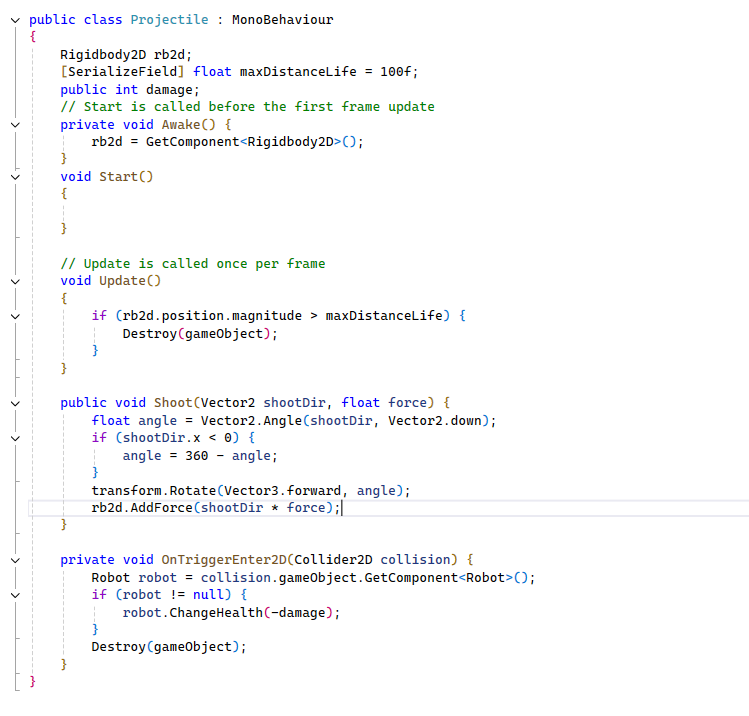 public class Projectile : MonoBehaviour
{
    Rigidbody2D rb2d;
    [SerializeField] float maxDistanceLife = 100f;
    public int damage;
    // Start is called before the first frame update
    private void Awake() {
        rb2d = GetComponent<Rigidbody2D>();
    }
    void Start()
    {

    }

    // Update is called once per frame
    void Update()
    {
        if (rb2d.position.magnitude > maxDistanceLife) {
            Destroy(gameObject);
        }
    }

    public void Shoot(Vector2 shootDir, float force) {
        float angle = Vector2.Angle(shootDir, Vector2.down);
        if (shootDir.x < 0) {
            angle = 360 - angle;
        }
        transform.Rotate(Vector3.forward, angle);
        rb2d.AddForce(shootDir * force);
    }

    private void OnTriggerEnter2D(Collider2D collision) {
        Robot robot = collision.gameObject.GetComponent<Robot>();
        if (robot != null) {
            robot.ChangeHealth(-damage);
        }
        Destroy(gameObject);
    }
}